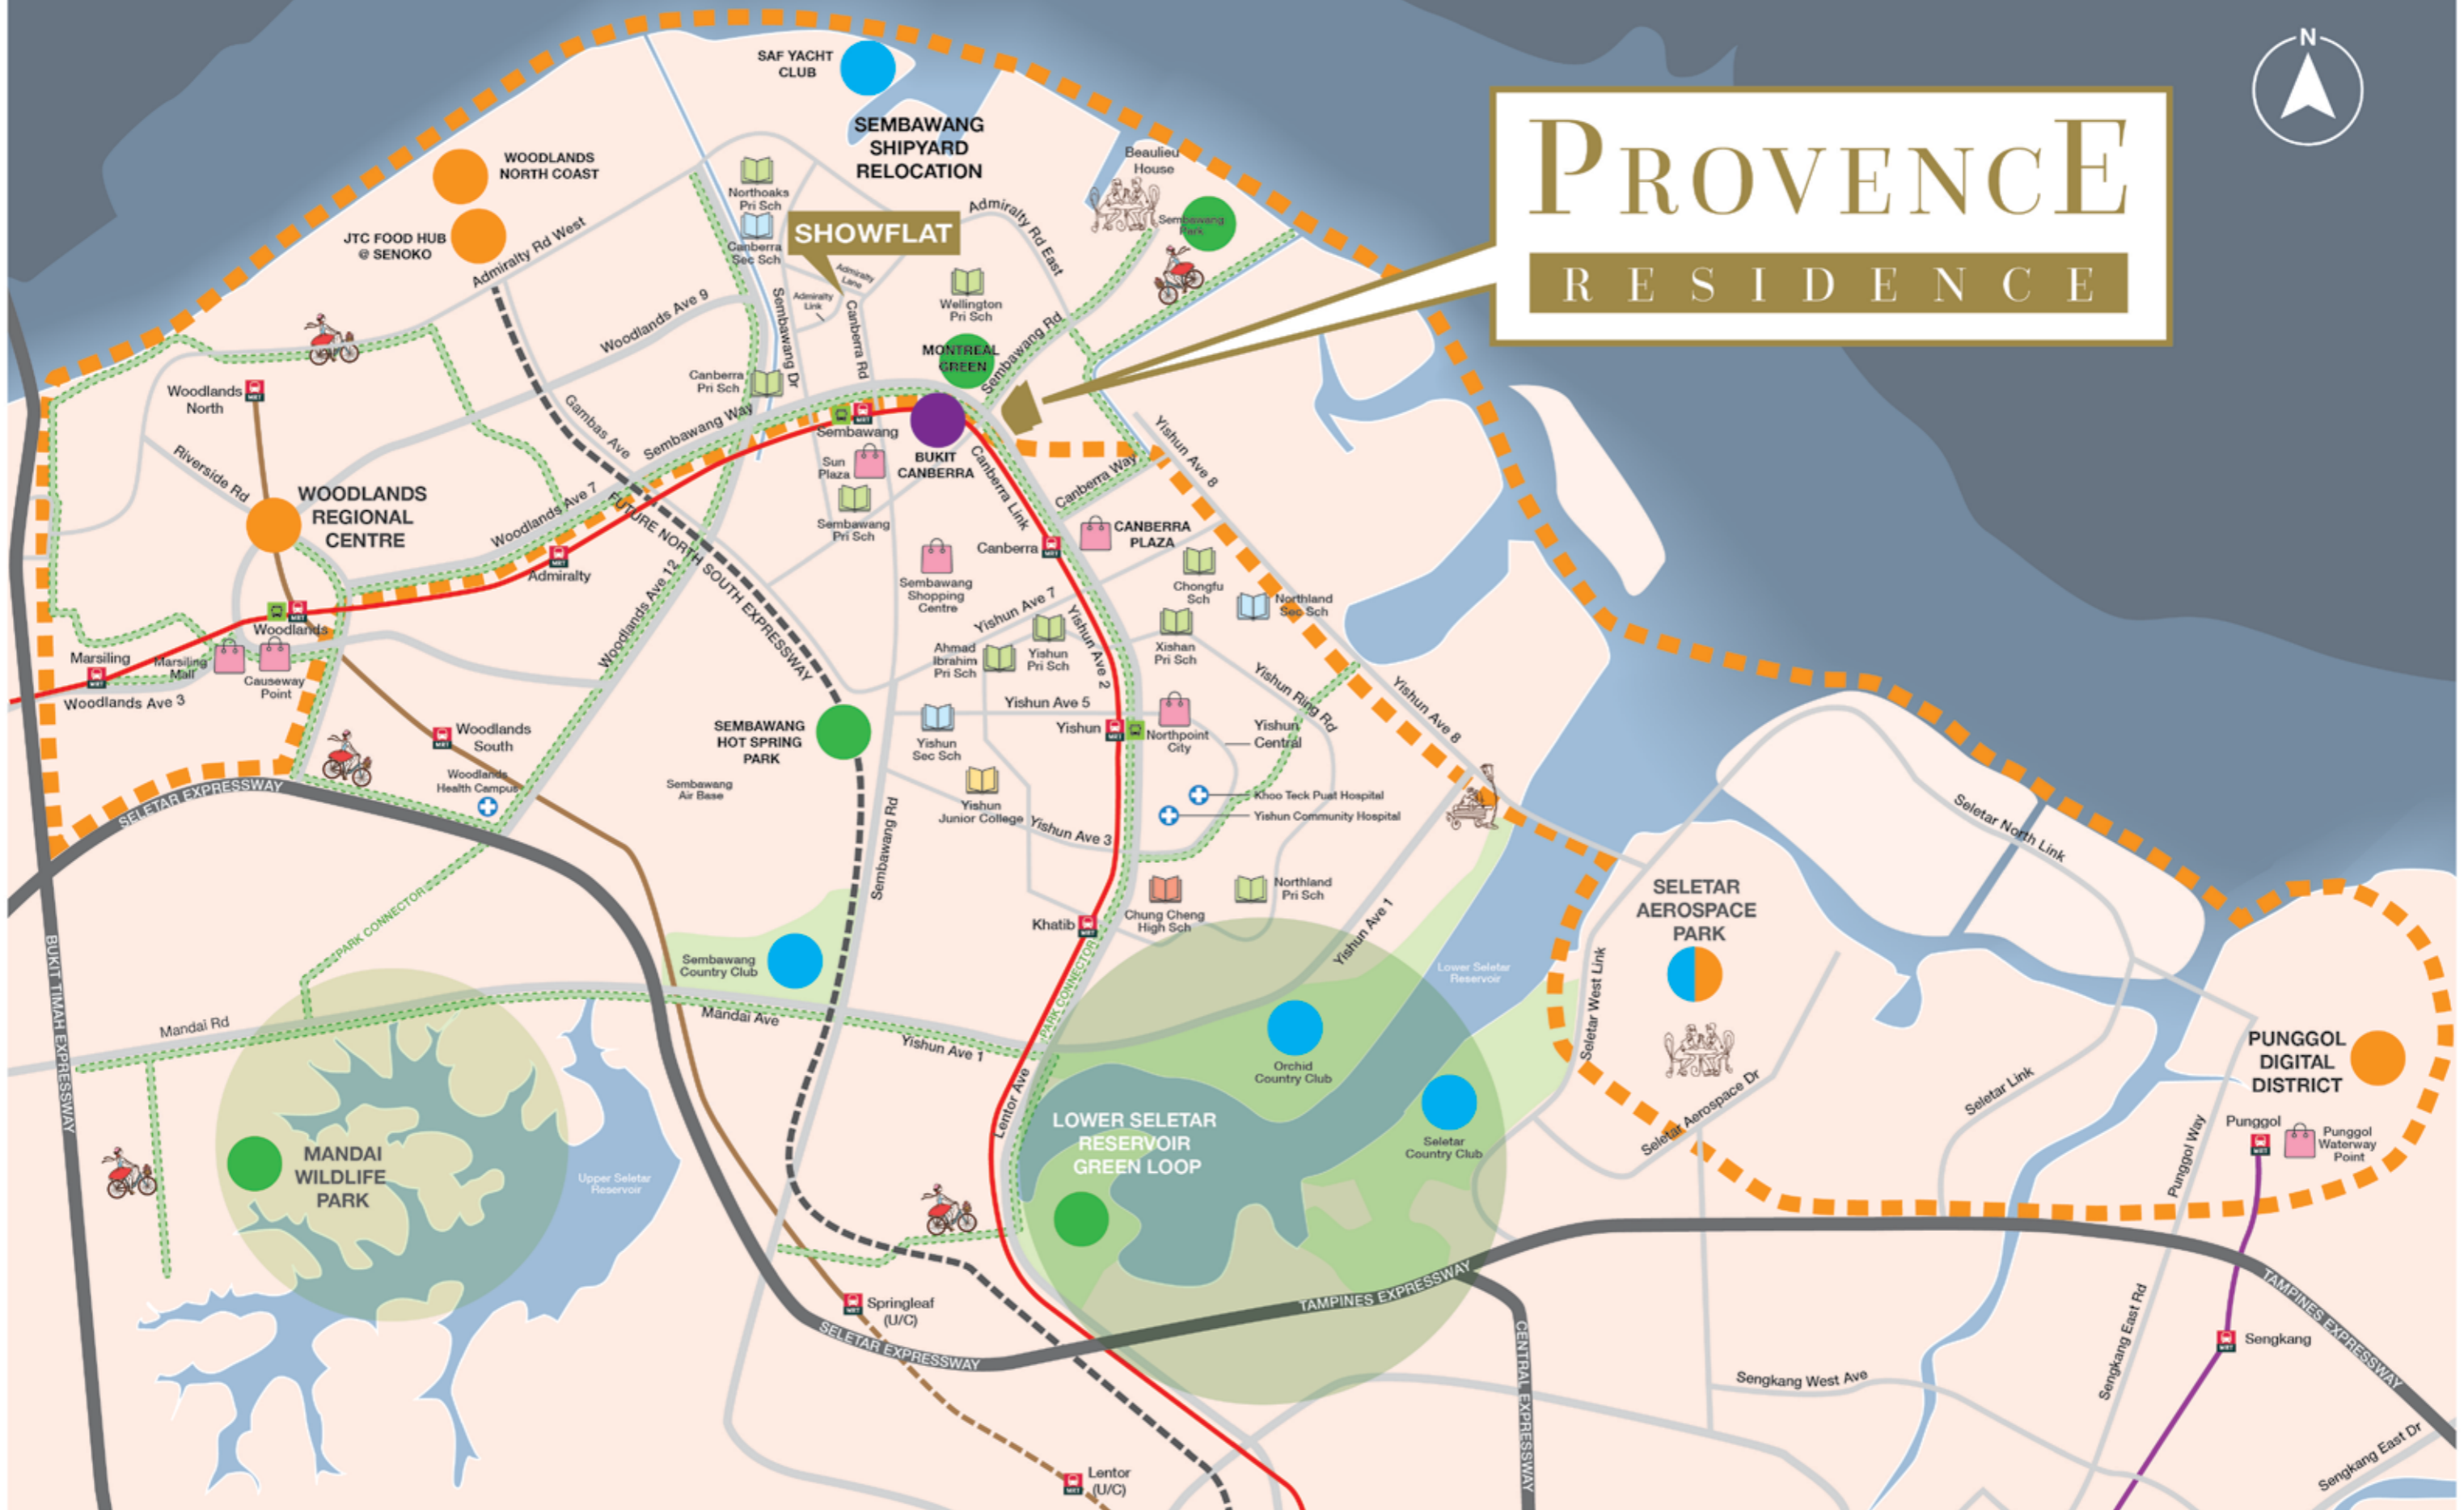 N
PROVENCE
RESIDENCE
SAF YACHT
CLUB
SEMBAWANG
SHIPYARD
RELOCATION
WOODLANDS
NORTH COAST
JTC FOOD HUB
@ SENOKO
Admiralty Rd West
Northoaks
Pri Sch
Canberra
Sec Sch
SHOWFLAT
Admiralty
Lane
Admiralty
Link
Admiralty Rd East
Beaulieu
House
Sembawang
Park
Wellington
Pri Sch
MONTREAL
GREEN
Sembawang Rd
Woodlands Ave 9
Sembawang Dr
Canberra Rd
Canberra
Pri Sch
Woodlands
North
Gambas Ave
Sembawang Way
Sembawang
Sun
Plaza
BUKIT
CANBERRA
Canberra Link
Canberra Way
Yishun Ave 8
Riverside Rd
WOODLANDS
REGIONAL
CENTRE
Woodlands Ave 7
FUTURE NORTH SOUTH EXPRESSWAY
Sembawang
Pri Sch
Admiralty
Canberra
CANBERRA
PLAZA
Sembawang
Shopping
Centre
Chongfu
Sch
Northland
Sec Sch
Yishun Ave 7
Yishun Ave 2
Woodlands Ave 12
Woodlands
Marsiling
Marsiling
Mall
Causeway
Point
Woodlands Ave 3
Ahmad
Ibrahim
Pri Sch
Yishun
Pri Sch
Xishan
Pri Sch
Yishun Ring Rd
Yishun Ave 8
Yishun Ave 5
Yishun
Northpoint
City
Yishun
Central
SEMBAWANG
HOT SPRING
PARK
Yishun
Sec Sch
Woodlands
South
Woodlands
Health Campus
Sembawang
Air Base
Yishun
Junior College
Yishun Ave 3
Khoo Teck Puat Hospital
Yishun Community Hospital
SELETAR EXPRESSWAY
Sembawang Rd
Seletar North Link
SELETAR
AEROSPACE
PARK
Chung Cheng
High Sch
Northland
Pri Sch
Khatib
Yishun Ave 1
PARK CONNECTOR
BUKIT TIMAH EXPRESSWAY
Sembawang
Country Club
PARK CONNECTOR
Lower Seletar
Reservoir
Seletar West Link
Mandai Rd
Mandai Ave
Yishun Ave 1
Orchid
Country Club
PUNGGOL
DIGITAL
DISTRICT
Lentor Ave
LOWER SELETAR
RESERVOIR
GREEN LOOP
Seletar
Country Club
Seletar Aerospace Dr
Seletar Link
Punggol Way
Punggol
Punggol
Waterway
Point
MANDAI
WILDLIFE
PARK
Upper Seletar
Reservoir
Springleaf
(U/C)
SELETAR EXPRESSWAY
TAMPINES EXPRESSWAY
TAMPINES EXPRESSWAY
CENTRAL EXPRESSWAY
Sengkang East Rd
Sengkang
Sengkang West Ave
Sengkang East Dr
Lentor
(U/C)